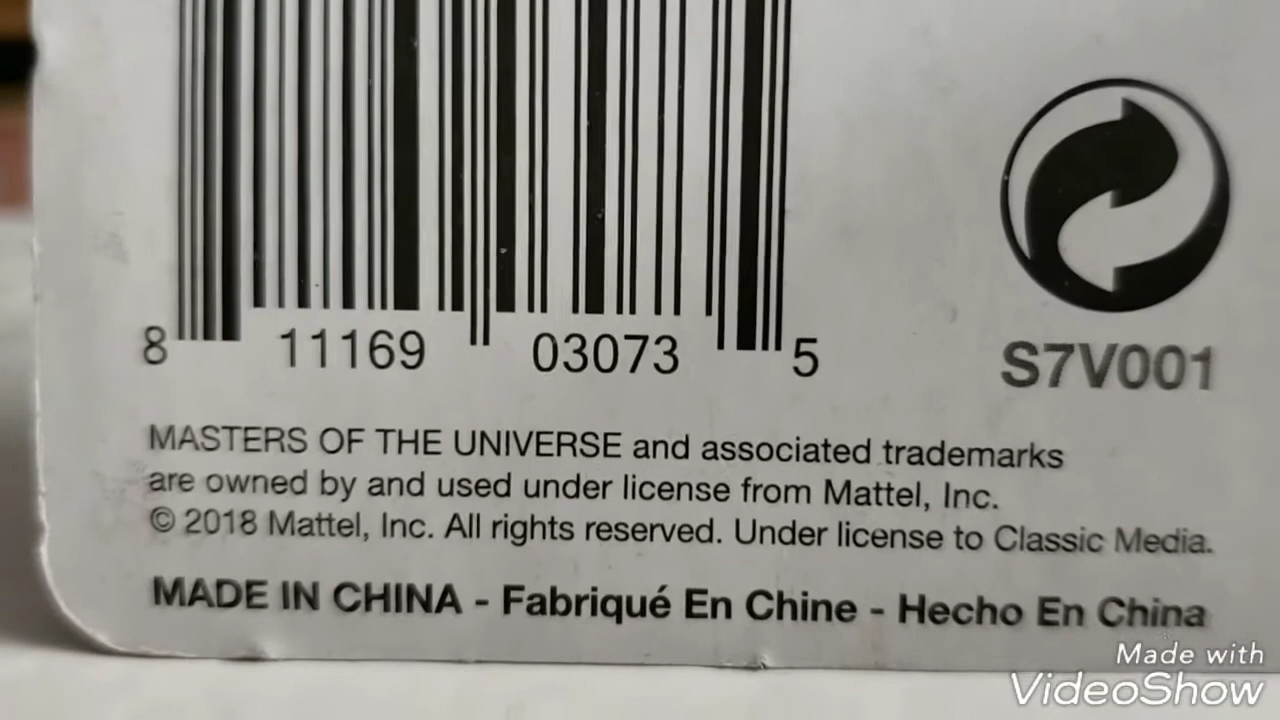 8 11169 03073 5
S7V001
MASTERS OF THE UNIVERSE and associated trademarks
are owned by and used under license from Mattel, Inc.
© 2018 Mattel, Inc. All rights reserved. Under license to Classic Media.
MADE IN CHINA - Fabriqué En Chine - Hecho En China
Made with
VideoShow